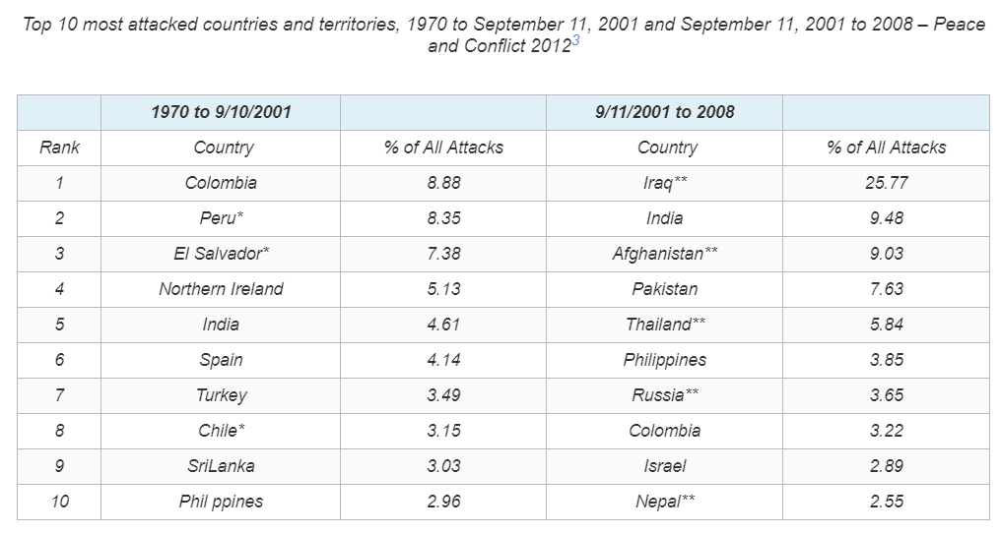 Top 10 most attacked countries and territories, 1970 to September 11, 2001 and September 11, 2001 to 2008 – Peace
and Conflict 2012³
1970 to 9/10/2001 9/11/2001 to 2008
Rank Country % of All Attacks Country % of All Attacks
1 Colombia 8.88 Iraq** 25.77
2 Peru* 8.35 India 9.48
3 El Salvador* 7.38 Afghanistan** 9.03
4 Northern Ireland 5.13 Pakistan 7.63
5 India 4.61 Thailand** 5.84
6 Spain 4.14 Philippines 3.85
7 Turkey 3.49 Russia** 3.65
8 Chile* 3.15 Colombia 3.22
9 SriLanka 3.03 Israel 2.89
10 Phil ppines 2.96 Nepal** 2.55